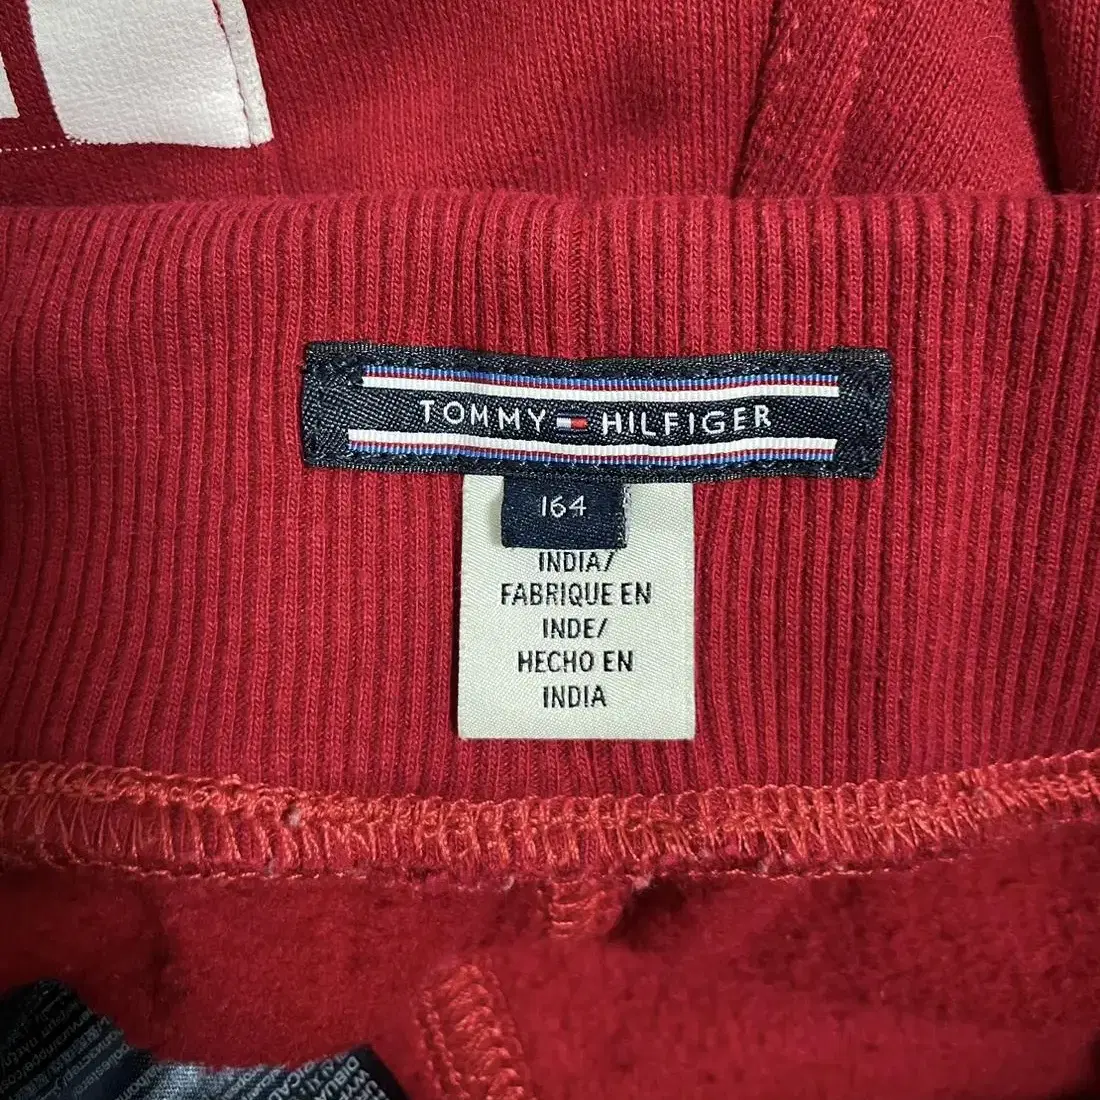 TOMMY HILFIGER
164
INDIA/
FABRIQUE EN
INDE/
HECHO EN
INDIA